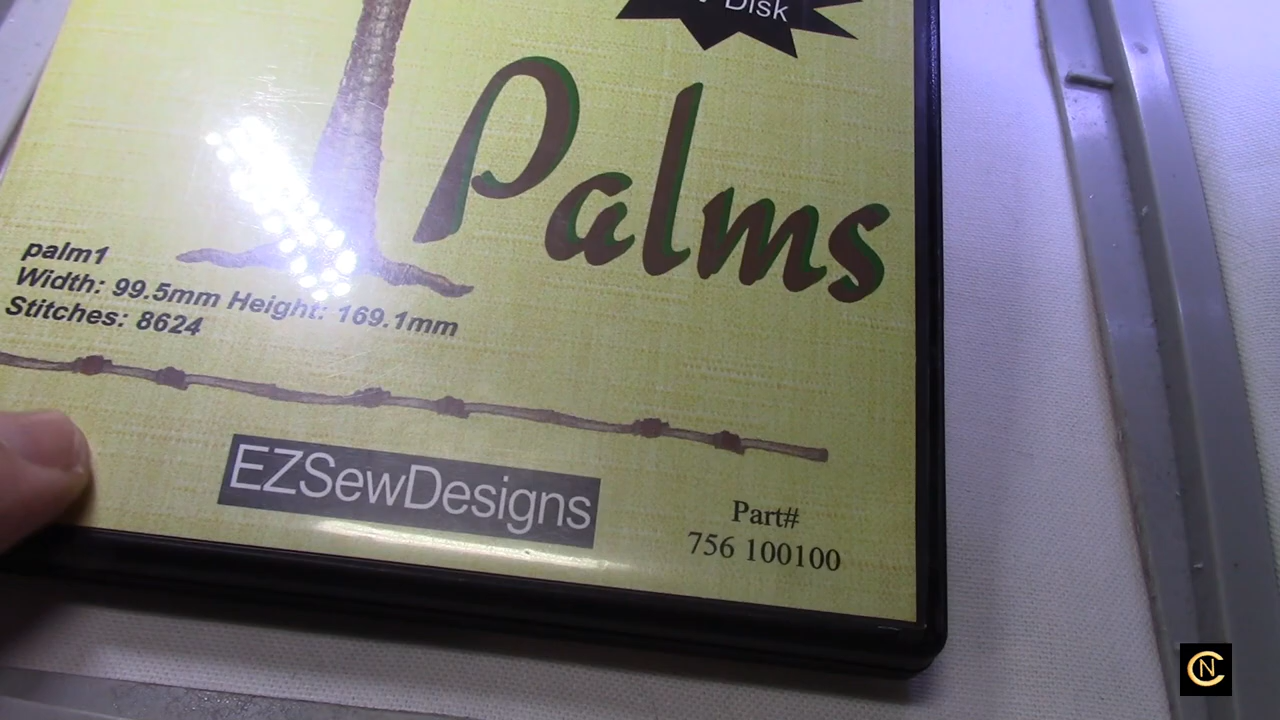 Disk
Palms
palm1
Width: 99.5mm Height: 169.1mm
Stitches: 8624
EZSewDesigns
Part#
756 100100